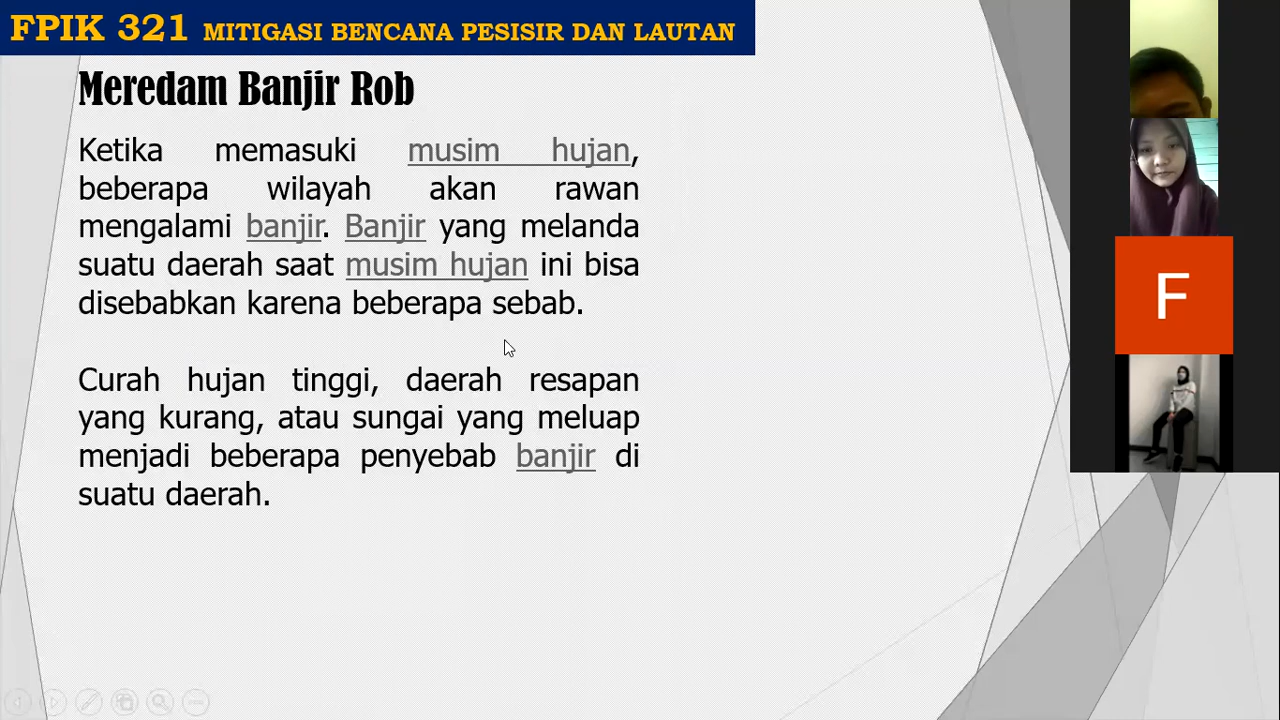 FPIK 321 MITIGASI BENCANA PESISIR DAN LAUTAN
Meredam Banjir Rob
Ketika memasuki musim hujan,
beberapa wilayah akan rawan
mengalami banjir. Banjir yang melanda
suatu daerah saat musim hujan ini bisa
disebabkan karena beberapa sebab.
Curah hujan tinggi, daerah resapan
yang kurang, atau sungai yang meluap
menjadi beberapa penyebab banjir di
suatu daerah.
F